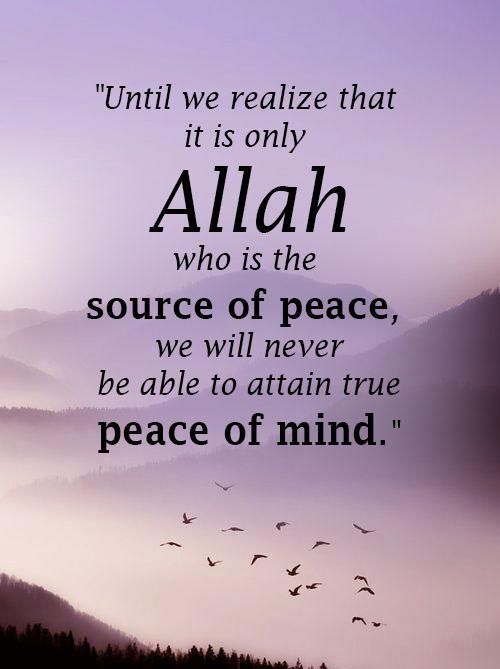 "Until we realize that
it is only
Allah
who is the
source of peace,
we will never
be able to attain true
peace of mind."